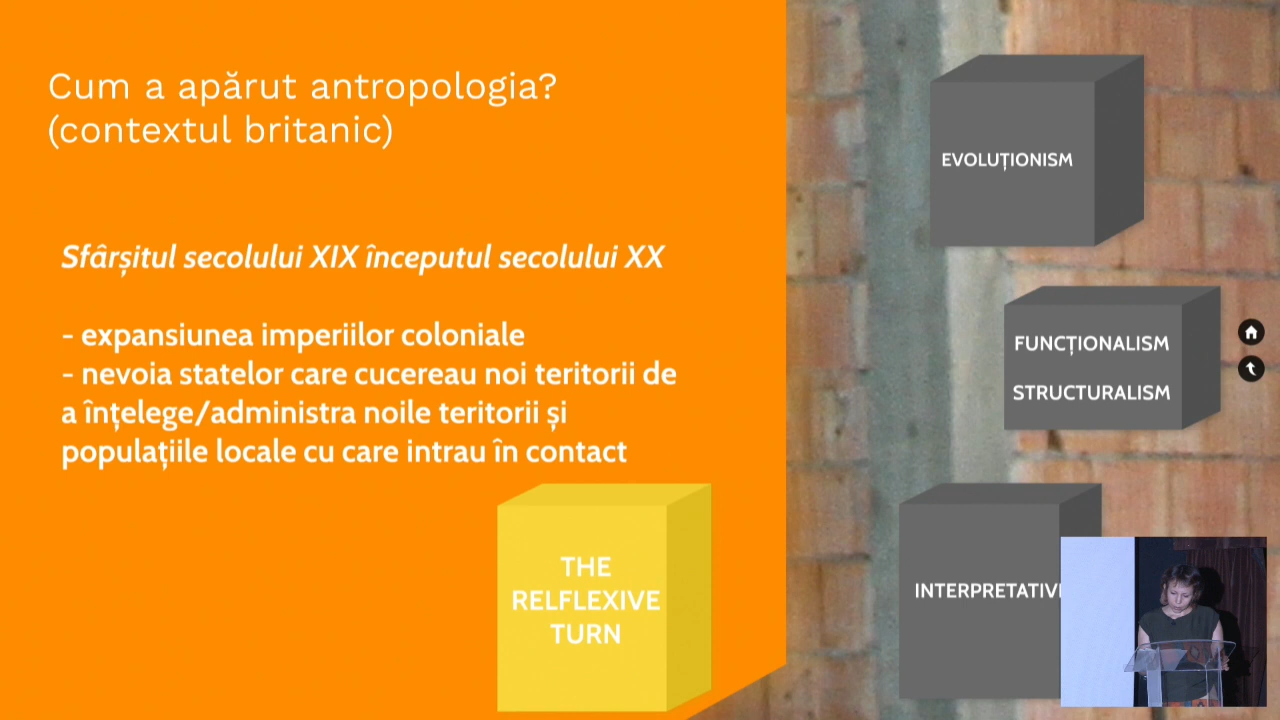 Cum a apărut antropologia?
(contextul britanic)
Sfârșitul secolului XIX începutul secolului XX
- expansiunea imperiilor coloniale
- nevoia statelor care cucereau noi teritorii de
a înțelege/administra noile teritorii și
populațiile locale cu care intrau în contact
THE
RELFLEXIVE
TURN
EVOLUȚIONISM
FUNCȚIONALISM
STRUCTURALISM
INTERPRETATIV